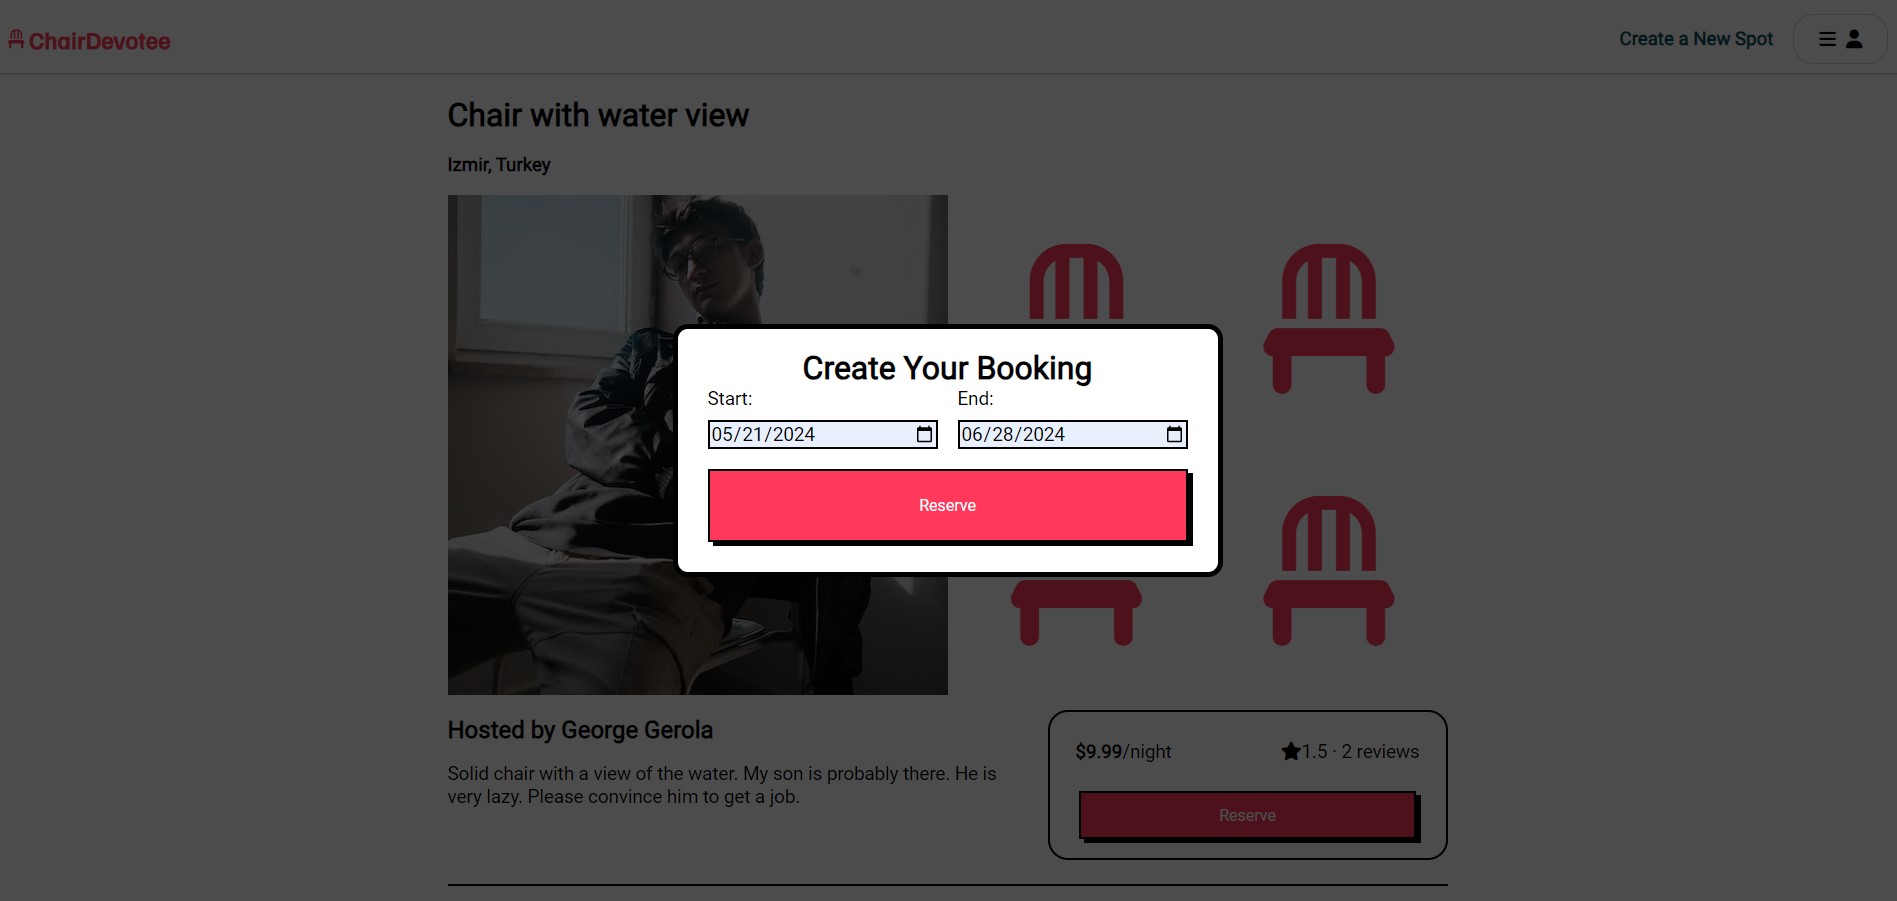 ChairDevotee
Create a New Spot
Chair with water view
Izmir, Turkey
Create Your Booking
Start:
End:
05/21/2024
06/28/2024
Reserve
Hosted by George Gerola
Solid chair with a view of the water. My son is probably there. He is
very lazy. Please convince him to get a job.
$9.99/night
1.5 · 2 reviews
Reserve